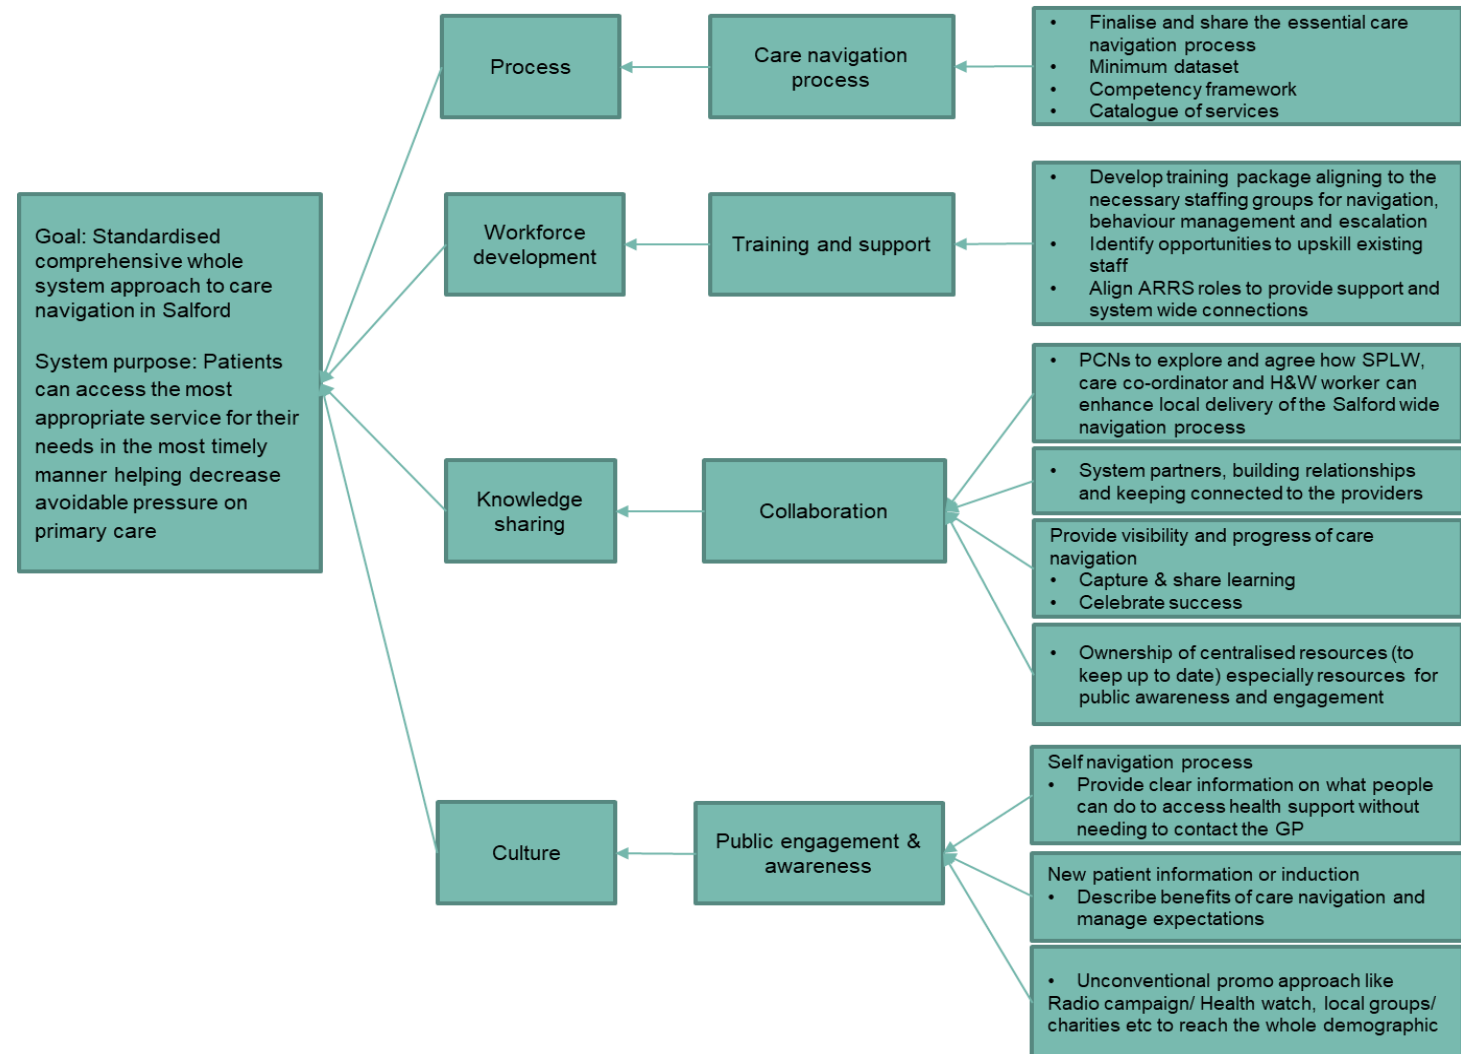 Goal: Standardised
comprehensive whole
system approach to care
navigation in Salford
System purpose: Patients
can access the most
appropriate service for their
needs in the most timely
manner helping decrease
avoidable pressure on
primary care
Process
Care navigation
process
• Finalise and share the essential care
navigation process
• Minimum dataset
• Competency framework
• Catalogue of services
Workforce
development
Training and support
• Develop training package aligning to the
necessary staffing groups for navigation,
behaviour management and escalation
• Identify opportunities to upskill existing
staff
• Align ARRS roles to provide support and
system wide connections
Knowledge
sharing
Collaboration
• PCNs to explore and agree how SPLW,
care co-ordinator and H&W worker can
enhance local delivery of the Salford wide
navigation process
• System partners, building relationships
and keeping connected to the providers
Provide visibility and progress of care
navigation
• Capture & share learning
• Celebrate success
• Ownership of centralised resources (to
keep up to date) especially resources for
public awareness and engagement
Culture
Public engagement &
awareness
Self navigation process
• Provide clear information on what people
can do to access health support without
needing to contact the GP
New patient information or induction
• Describe benefits of care navigation and
manage expectations
• Unconventional promo approach like
Radio campaign/ Health watch, local groups/
charities etc to reach the whole demographic